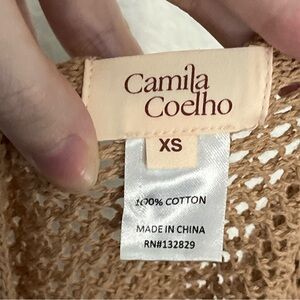 Camila
Coelho
XS
100% COTTON
MADE IN CHINA
RN#132829